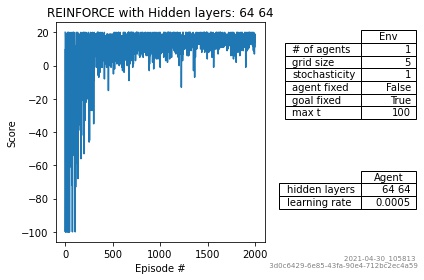 REINFORCE with Hidden layers: 64 64
20
0
−20
−40
−60
−80
−100
Score
0
500
1000
1500
2000
Episode #
Env
# of agents 1
grid size 5
stochasticity 1
agent fixed False
goal fixed True
max t 100
Agent
hidden layers 64 64
learning rate 0.0005
2021-04-30_105813
3d0c6429-6e85-43fa-90e4-712bc2ec4a59